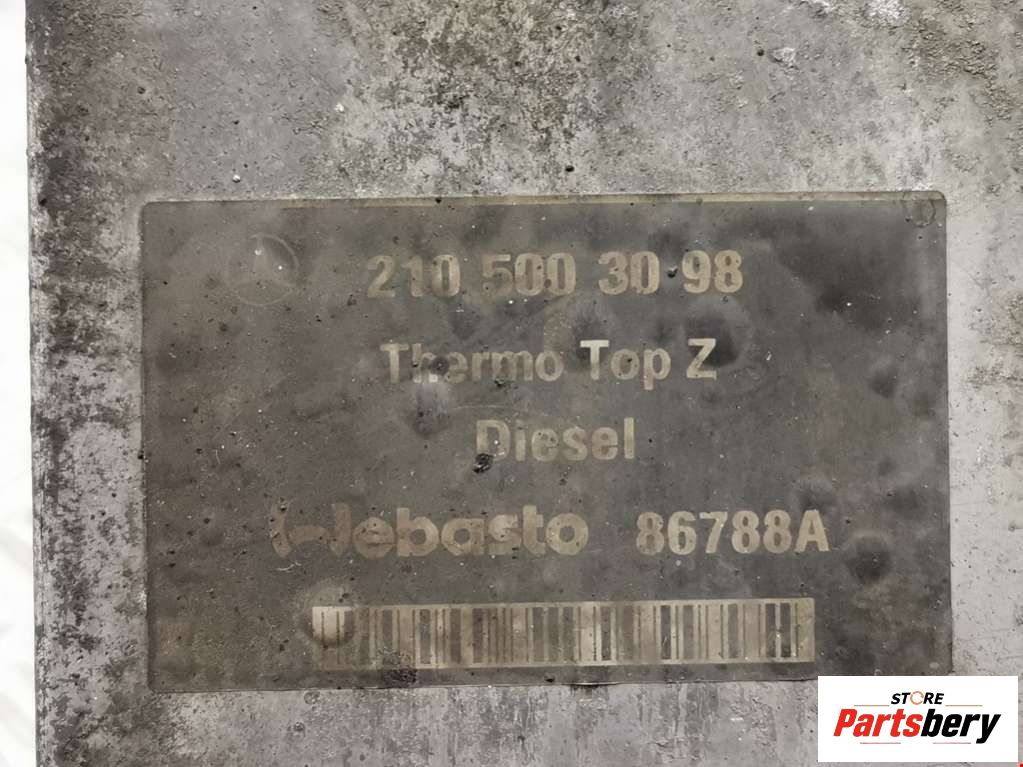 210 500 30 98
Thermo Top Z
Diesel
Webasto 86788A
STORE
Partsbery